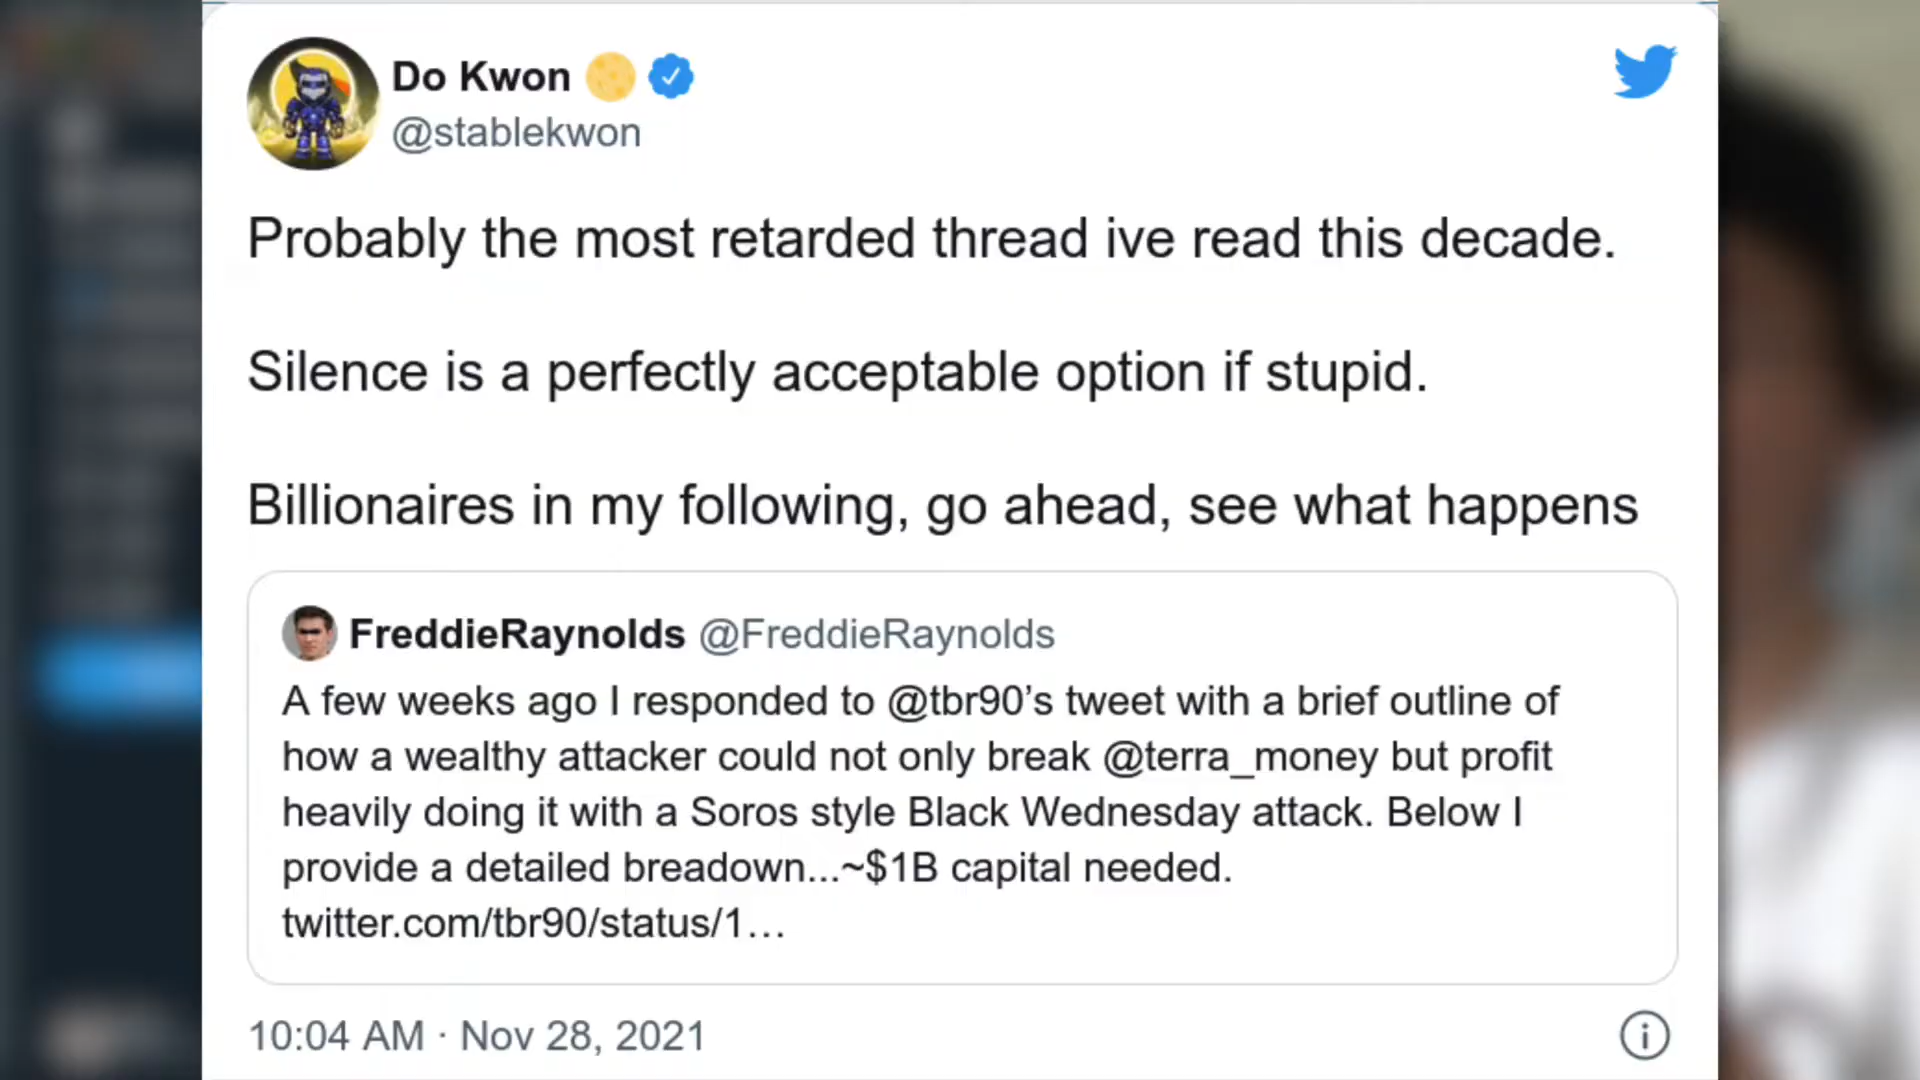 Do Kwon
@stablekwon
Probably the most retarded thread ive read this decade.
Silence is a perfectly acceptable option if stupid.
Billionaires in my following, go ahead, see what happens
FreddieRaynolds @FreddieRaynolds
A few weeks ago I responded to @tbr90’s tweet with a brief outline of
how a wealthy attacker could not only break @terra_money but profit
heavily doing it with a Soros style Black Wednesday attack. Below I
provide a detailed breadown...~$1B capital needed.
twitter.com/tbr90/status/1…
10:04 AM · Nov 28, 2021